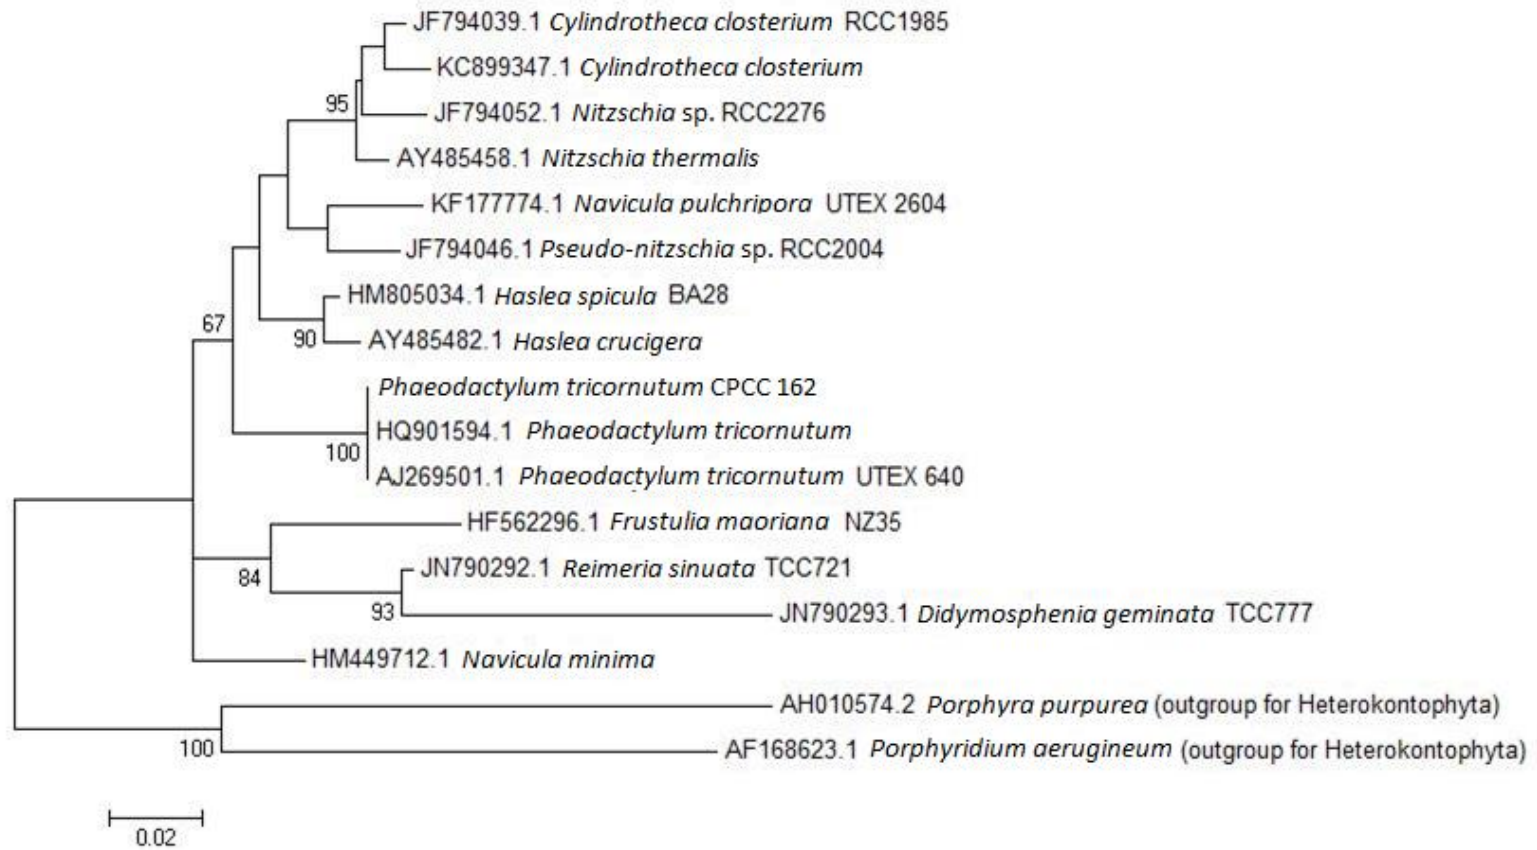 JF794039.1 Cylindrotheca closterium RCC1985
KC899347.1 Cylindrotheca closterium
95
JF794052.1 Nitzschia sp. RCC2276
AY485458.1 Nitzschia thermalis
KF177774.1 Navicula pulchripora UTEX 2604
JF794046.1 Pseudo-nitzschia sp. RCC2004
HM805034.1 Haslea spicula BA28
67
90
AY485482.1 Haslea crucigera
Phaeodactylum tricornutum CPCC 162
HQ901594.1 Phaeodactylum tricornutum
100
AJ269501.1 Phaeodactylum tricornutum UTEX 640
HF562296.1 Frustulia maoriana NZ35
JN790292.1 Reimeria sinuata TCC721
84
93
JN790293.1 Didymosphenia geminata TCC777
HM449712.1 Navicula minima
AH010574.2 Porphyra purpurea (outgroup for Heterokontophyta)
100
AF168623.1 Porphyridium aerugineum (outgroup for Heterokontophyta)
0.02